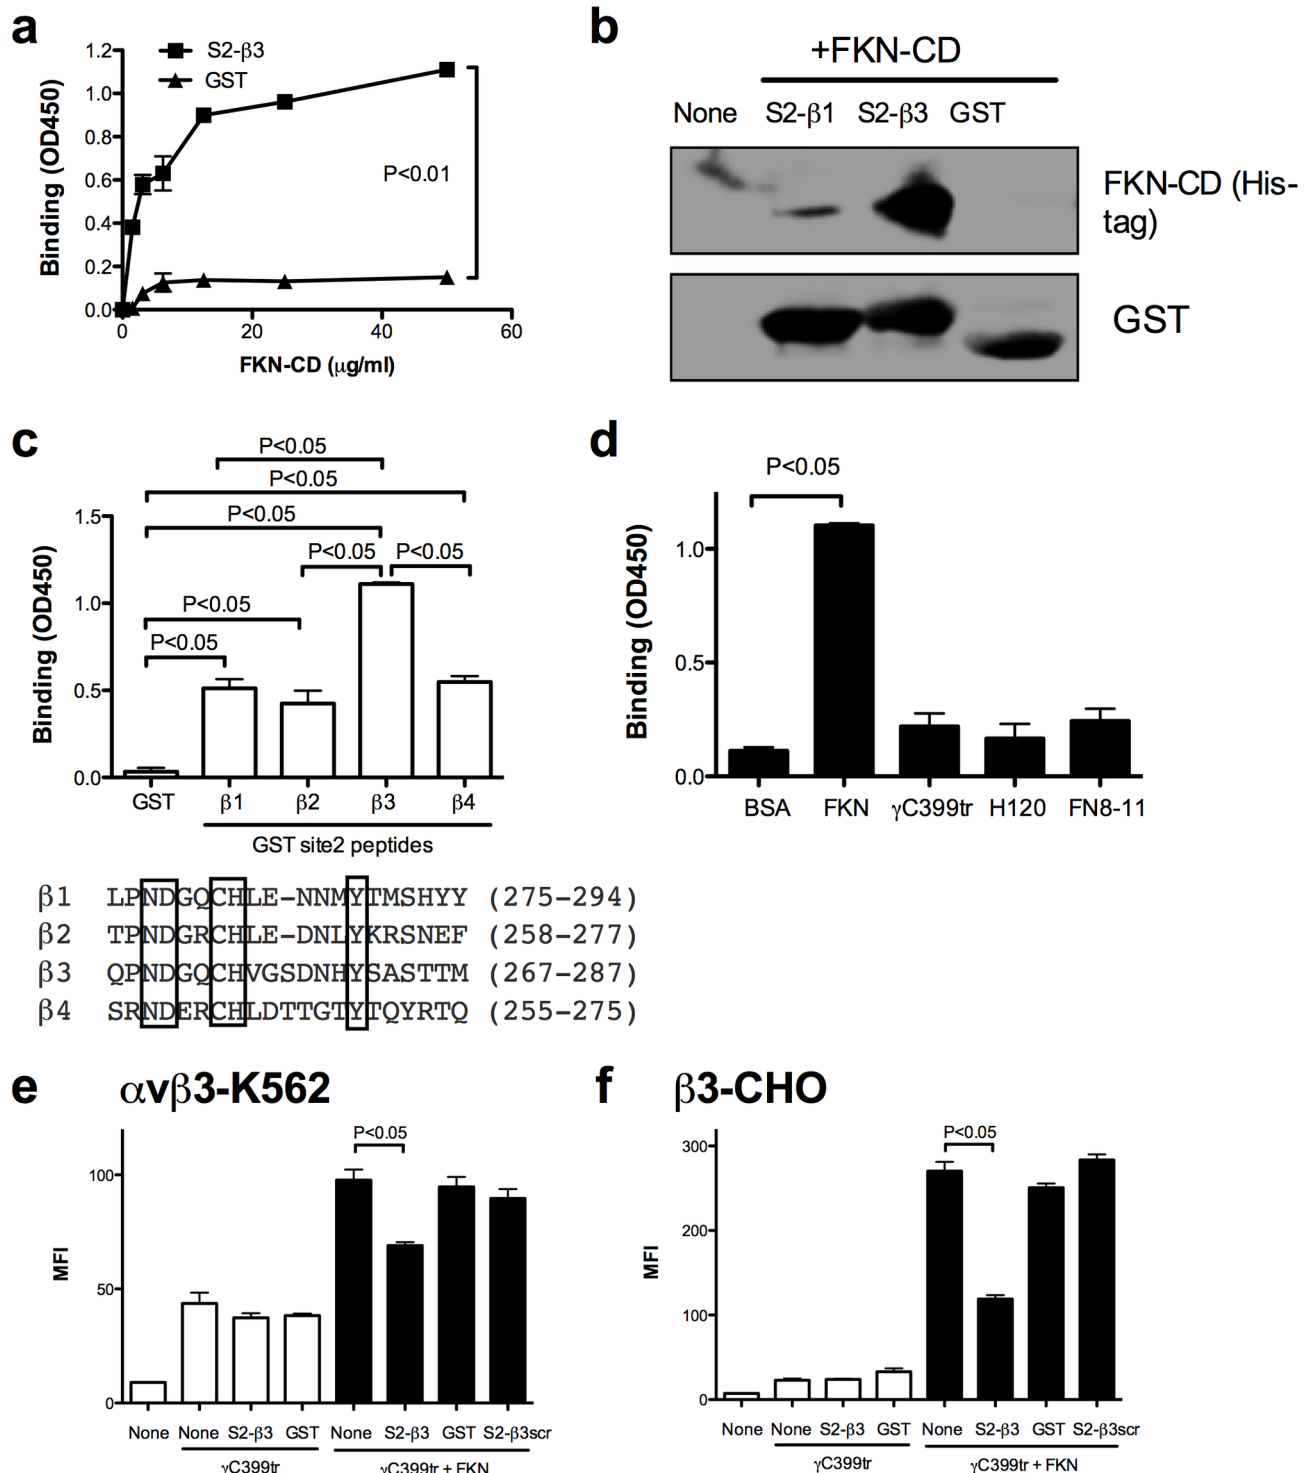 a
1.2
S2-β3
GST
1.0
0.8
0.6
0.4
0.2
0.0
P<0.01
Binding (OD450)
0 20 40 60
FKN-CD (μg/ml)
b
+FKN-CD
None S2-β1 S2-β3 GST
FKN-CD (His-
tag)
GST
c
P<0.05
P<0.05
P<0.05
P<0.05 P<0.05
P<0.05
P<0.05
1.5
1.0
0.5
0.0
Binding (OD450)
GST β1 β2 β3 β4
GST site2 peptides
β1 LPNDGQCHLE-NNMYTMSHYY (275-294)
β2 TPNDGRCHLE-DNLYKRSNEF (258-277)
β3 QPNDGQCHVGSDNHYSASTTM (267-287)
β4 SRNDERCHLDTTGTYTQYRTQ (255-275)
d
P<0.05
1.0
0.5
0.0
Binding (OD450)
BSA FKN γC399tr H120 FN8-11
e αvβ3-K562
P<0.05
100
50
0
MFI
None None S2-β3 GST None S2-β3 GST S2-β3scr
γC399tr γC399tr + FKN
f β3-CHO
P<0.05
300
200
100
0
MFI
None None S2-β3 GST None S2-β3 GST S2-β3scr
γC399tr γC399tr + FKN